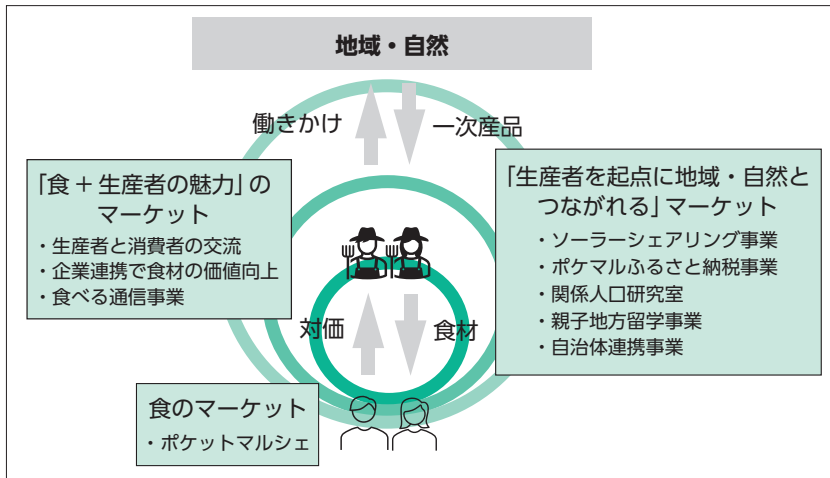 地域・自然
働きかけ
一次産品
「食 + 生産者の魅力」の
マーケット
・生産者と消費者の交流
・企業連携で食材の価値向上
・食べる通信事業
「生産者を起点に地域・自然と
つながれる」マーケット
・ソーラーシェアリング事業
・ポケマルふるさと納税事業
・関係人口研究室
・親子地方留学事業
・自治体連携事業
対価
食材
食のマーケット
・ポケットマルシェ